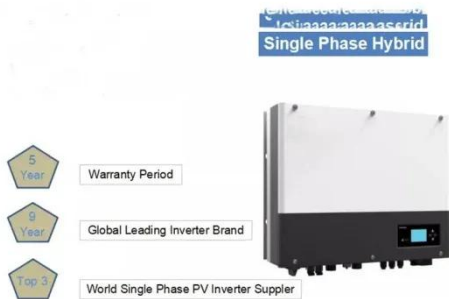 Single Phase Hybrid
5
Year
Warranty Period
9
Year
Global Leading Inverter Brand
Top 3
World Single Phase PV Inverter Suppler